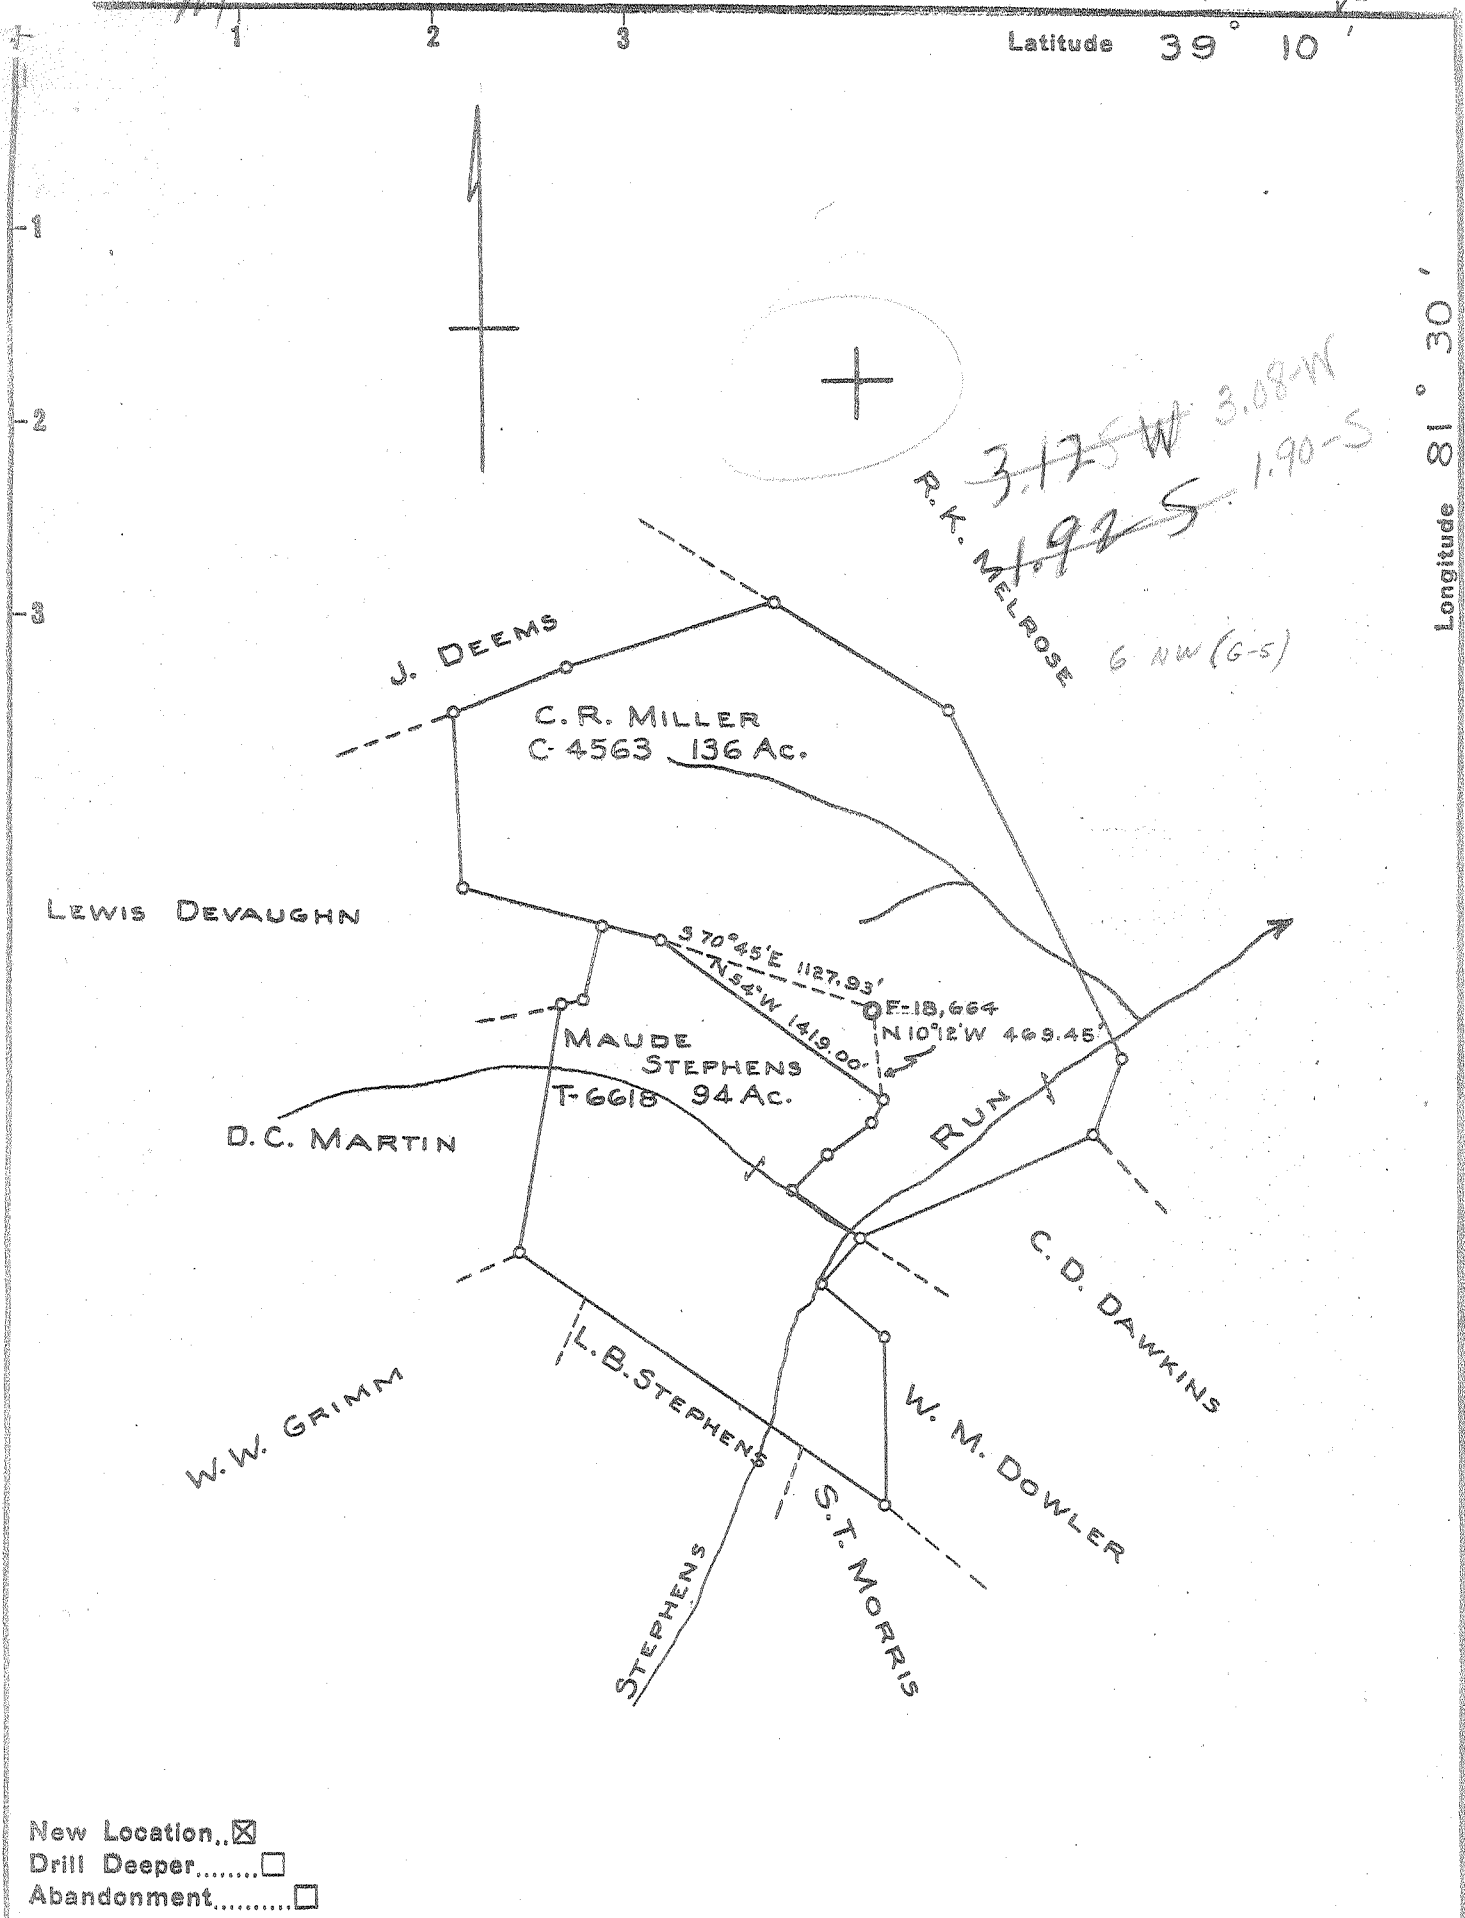 1 2 3
Latitude 39° 10'
Longitude 81° 30'
-1
-2
-3
3.125 W 3.08-W
1.92 S 1.90-S
R. K. MELROSE
6 NW (6-5)
J. DEEMS
C. R. MILLER
C-4563 136 Ac.
LEWIS DEVAUGHN
S 70°45'E 1127.93'
N 54°W 1419.00'
E-18,664
N 10°12'W 469.45'
MAUDE
STEPHENS
T-6618 94 Ac.
D. C. MARTIN
RUN
C. D. DAWKINS
L. B. STEPHENS
W. W. GRIMM
W. M. DOWLER
S. T. MORRIS
STEPHENS
New Location..☒
Drill Deeper........☐
Abandonment..........☐